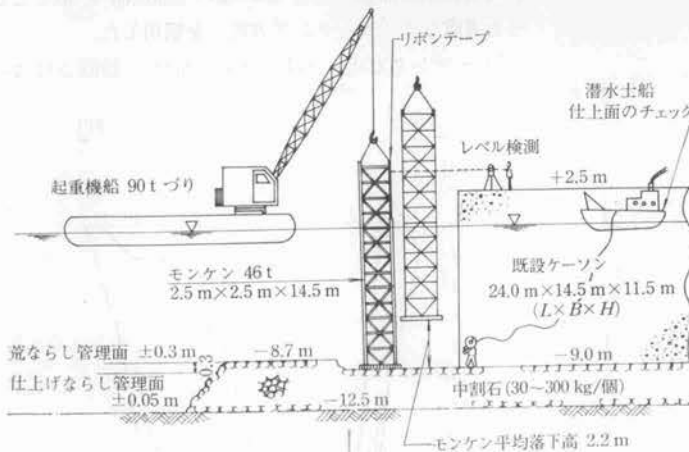 リボンテープ
潜水士船
仕上面のチェック
レベル検測
起重機船 90 t づり
+2.5 m
モンケン 46 t
2.5 m×2.5 m×14.5 m
既設ケーソン
24.0 m×14.5 m×11.5 m
(L×B×H)
荒ならし管理面 ±0.3 m
0.3
−8.7 m
−9.0 m
仕上げならし管理面
±0.05 m
中割石(30〜300 kg/個)
−12.5 m
モンケン平均落下高 2.2 m